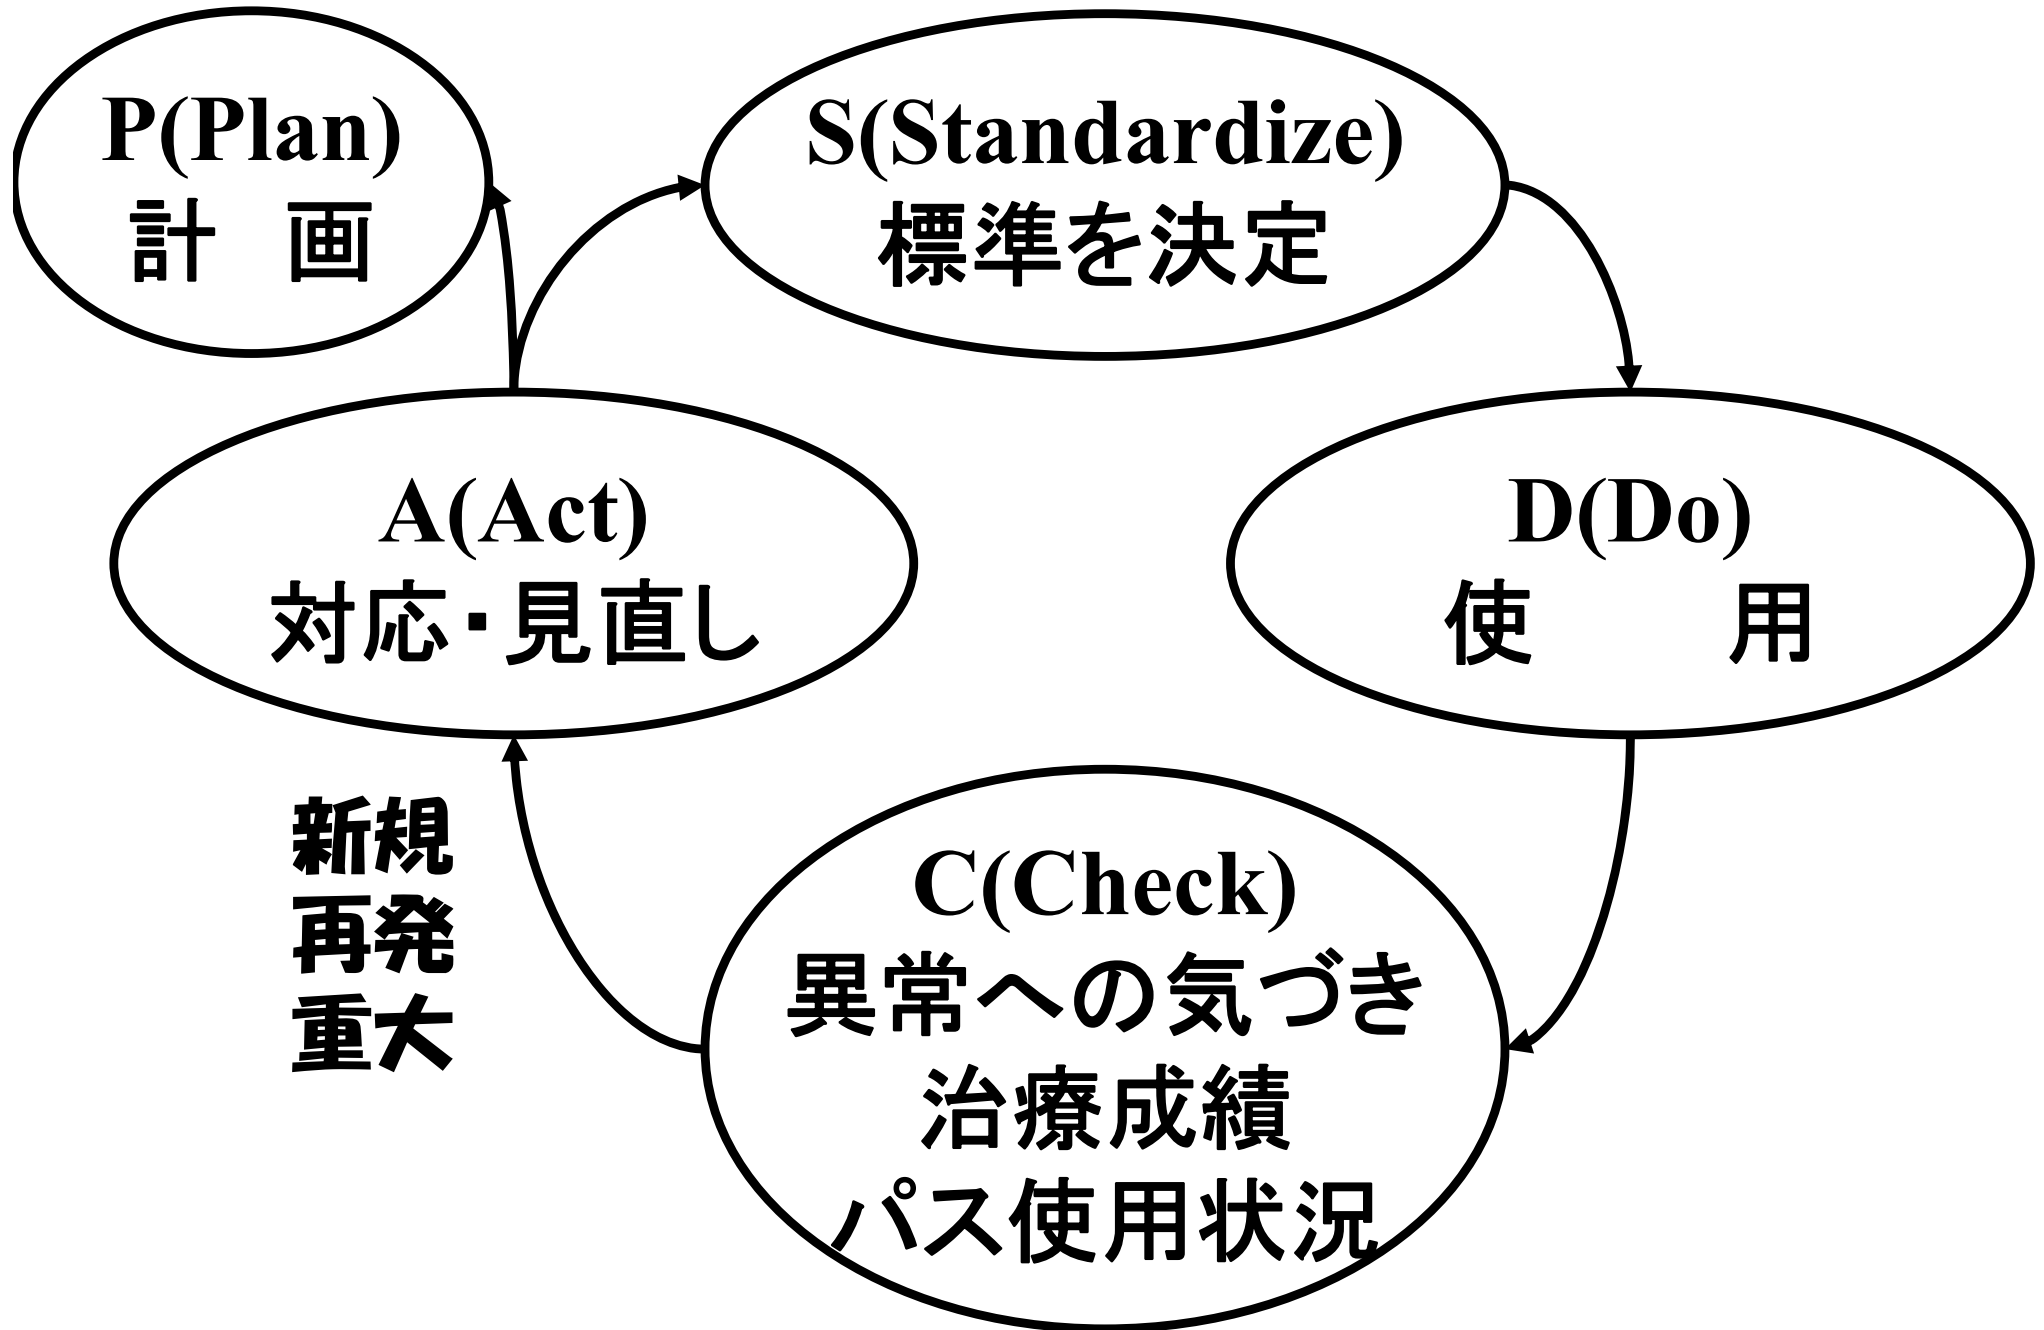 P(Plan)
計　画
S(Standardize)
標準を決定
A(Act)
対応・見直し
D(Do)
使　　用
新規
再発
重大
C(Check)
異常への気づき
治療成績
パス使用状況